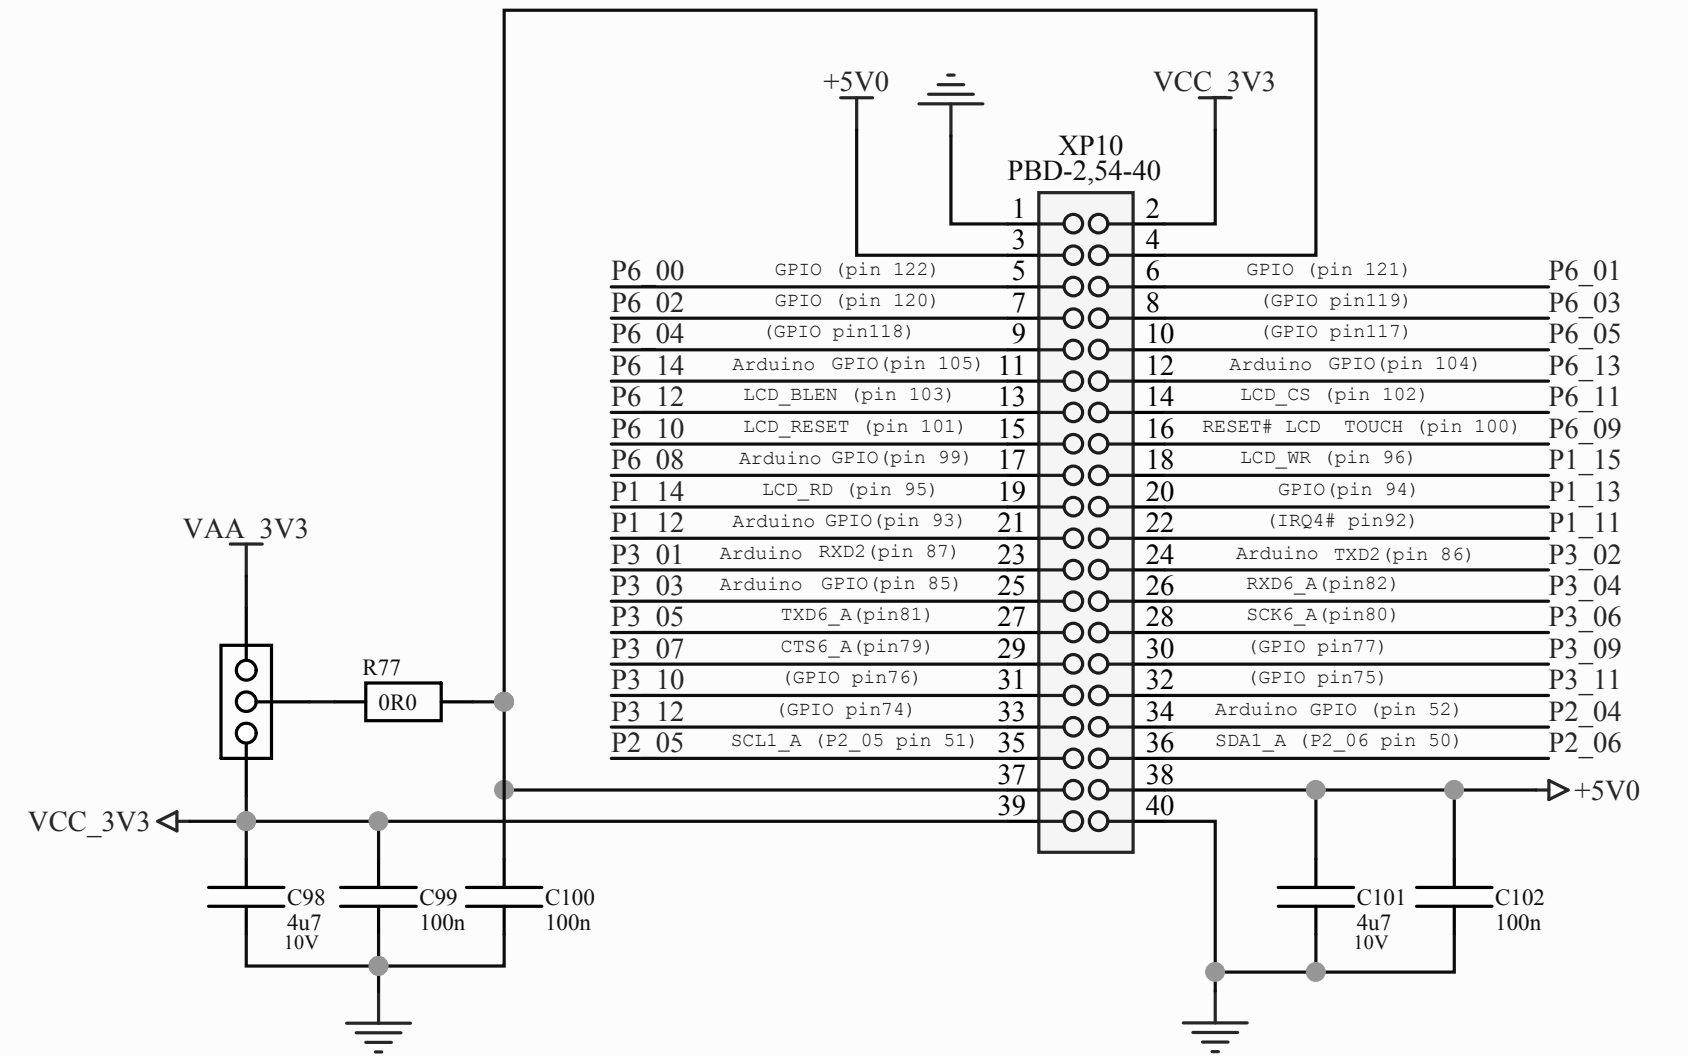 +5V0
VCC_3V3
XP10
PBD-2,54-40
1 2
3 4
P6_00 GPIO (pin 122) 5 6 GPIO (pin 121) P6_01
P6_02 GPIO (pin 120) 7 8 (GPIO pin119) P6_03
P6_04 (GPIO pin118) 9 10 (GPIO pin117) P6_05
P6_14 Arduino GPIO(pin 105) 11 12 Arduino GPIO(pin 104) P6_13
P6_12 LCD_BLEN (pin 103) 13 14 LCD_CS (pin 102) P6_11
P6_10 LCD_RESET (pin 101) 15 16 RESET# LCD TOUCH (pin 100) P6_09
P6_08 Arduino GPIO(pin 99) 17 18 LCD_WR (pin 96) P1_15
P1_14 LCD_RD (pin 95) 19 20 GPIO(pin 94) P1_13
P1_12 Arduino GPIO(pin 93) 21 22 (IRQ4# pin92) P1_11
P3_01 Arduino RXD2(pin 87) 23 24 Arduino TXD2(pin 86) P3_02
P3_03 Arduino GPIO(pin 85) 25 26 RXD6_A(pin82) P3_04
P3_05 TXD6_A(pin81) 27 28 SCK6_A(pin80) P3_06
P3_07 CTS6_A(pin79) 29 30 (GPIO pin77) P3_09
P3_10 (GPIO pin76) 31 32 (GPIO pin75) P3_11
P3_12 (GPIO pin74) 33 34 Arduino GPIO (pin 52) P2_04
P2_05 SCL1_A (P2_05 pin 51) 35 36 SDA1_A (P2_06 pin 50) P2_06
37 38 +5V0
39 40
VAA_3V3
R77
0R0
VCC_3V3
C98
4u7
10V
C99
100n
C100
100n
C101
4u7
10V
C102
100n